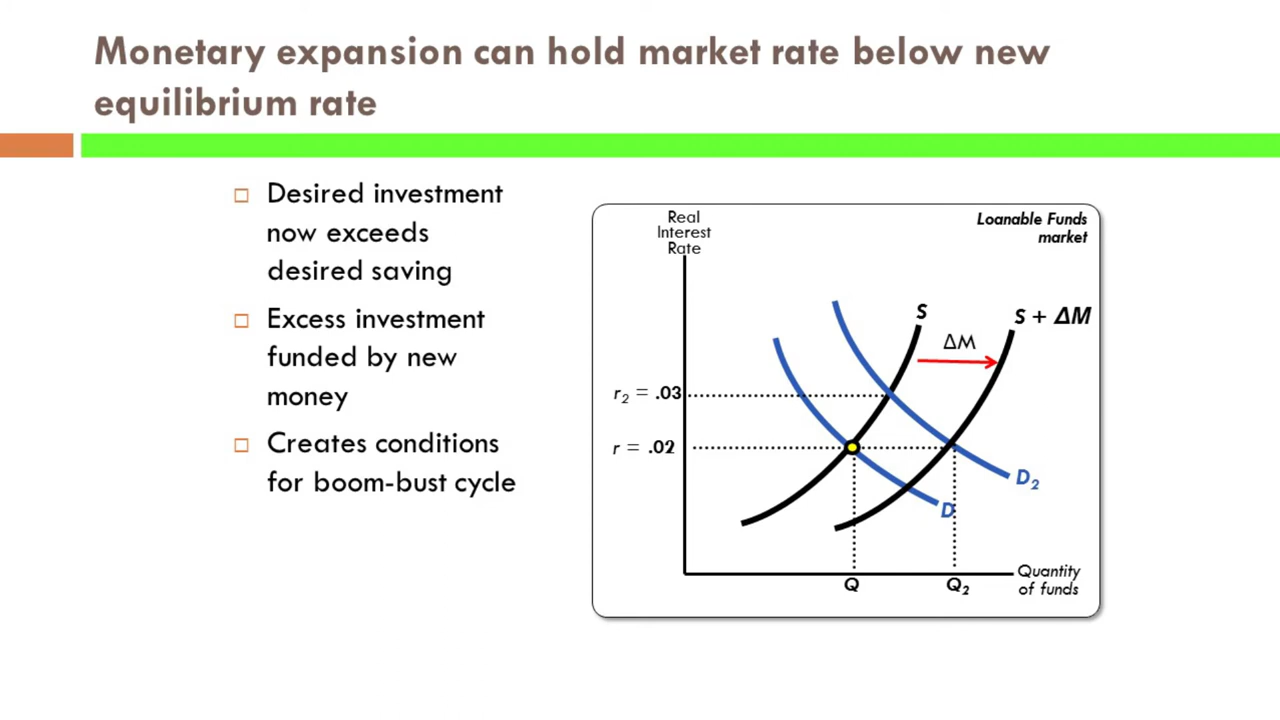 Monetary expansion can hold market rate below new
equilibrium rate
Desired investment
now exceeds
desired saving
Excess investment
funded by new
money
Creates conditions
for boom-bust cycle
Real
Interest
Rate
Loanable Funds
market
S
S + ΔM
ΔM
r₂ = .03
r = .02
D₂
D
Q
Q₂
Quantity
of funds